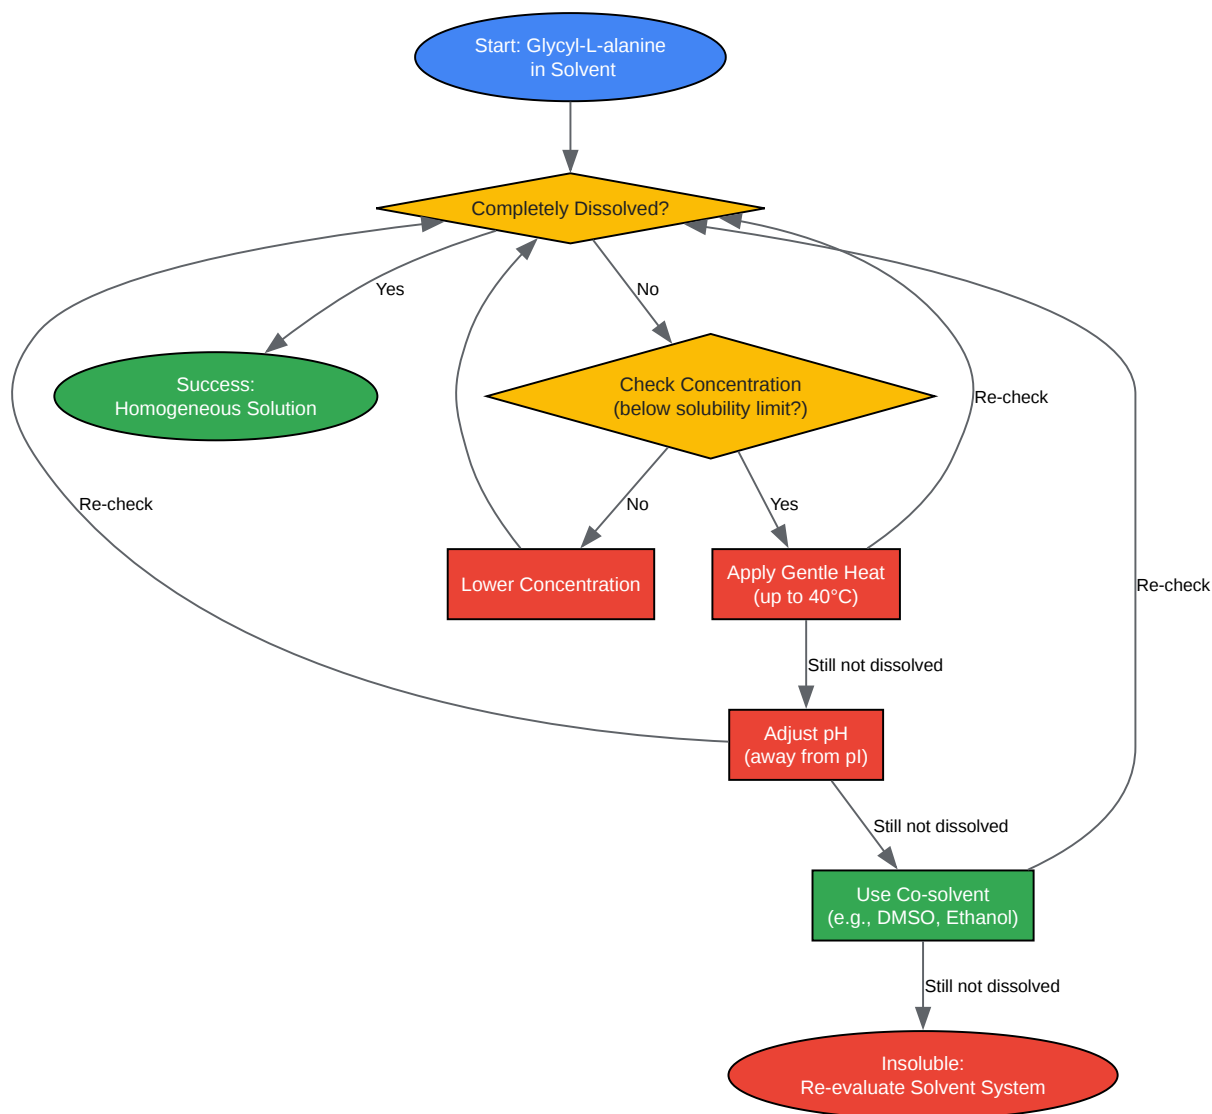 Start: Glycyl-L-alanine
in Solvent
Completely Dissolved?
Yes
No
Success:
Homogeneous Solution
Check Concentration
(below solubility limit?)
Re-check
Re-check
No
Yes
Lower Concentration
Apply Gentle Heat
(up to 40°C)
Re-check
Still not dissolved
Adjust pH
(away from pI)
Still not dissolved
Use Co-solvent
(e.g., DMSO, Ethanol)
Still not dissolved
Insoluble:
Re-evaluate Solvent System